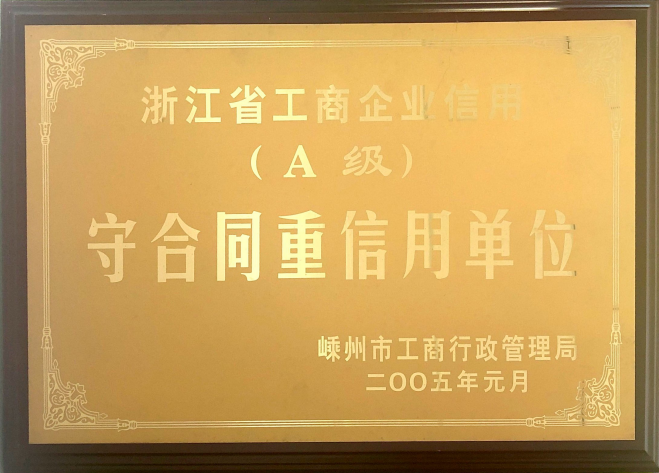 浙江省工商企业信用
（A 级）
守合同重信用单位
嵊州市工商行政管理局
二OO五年元月